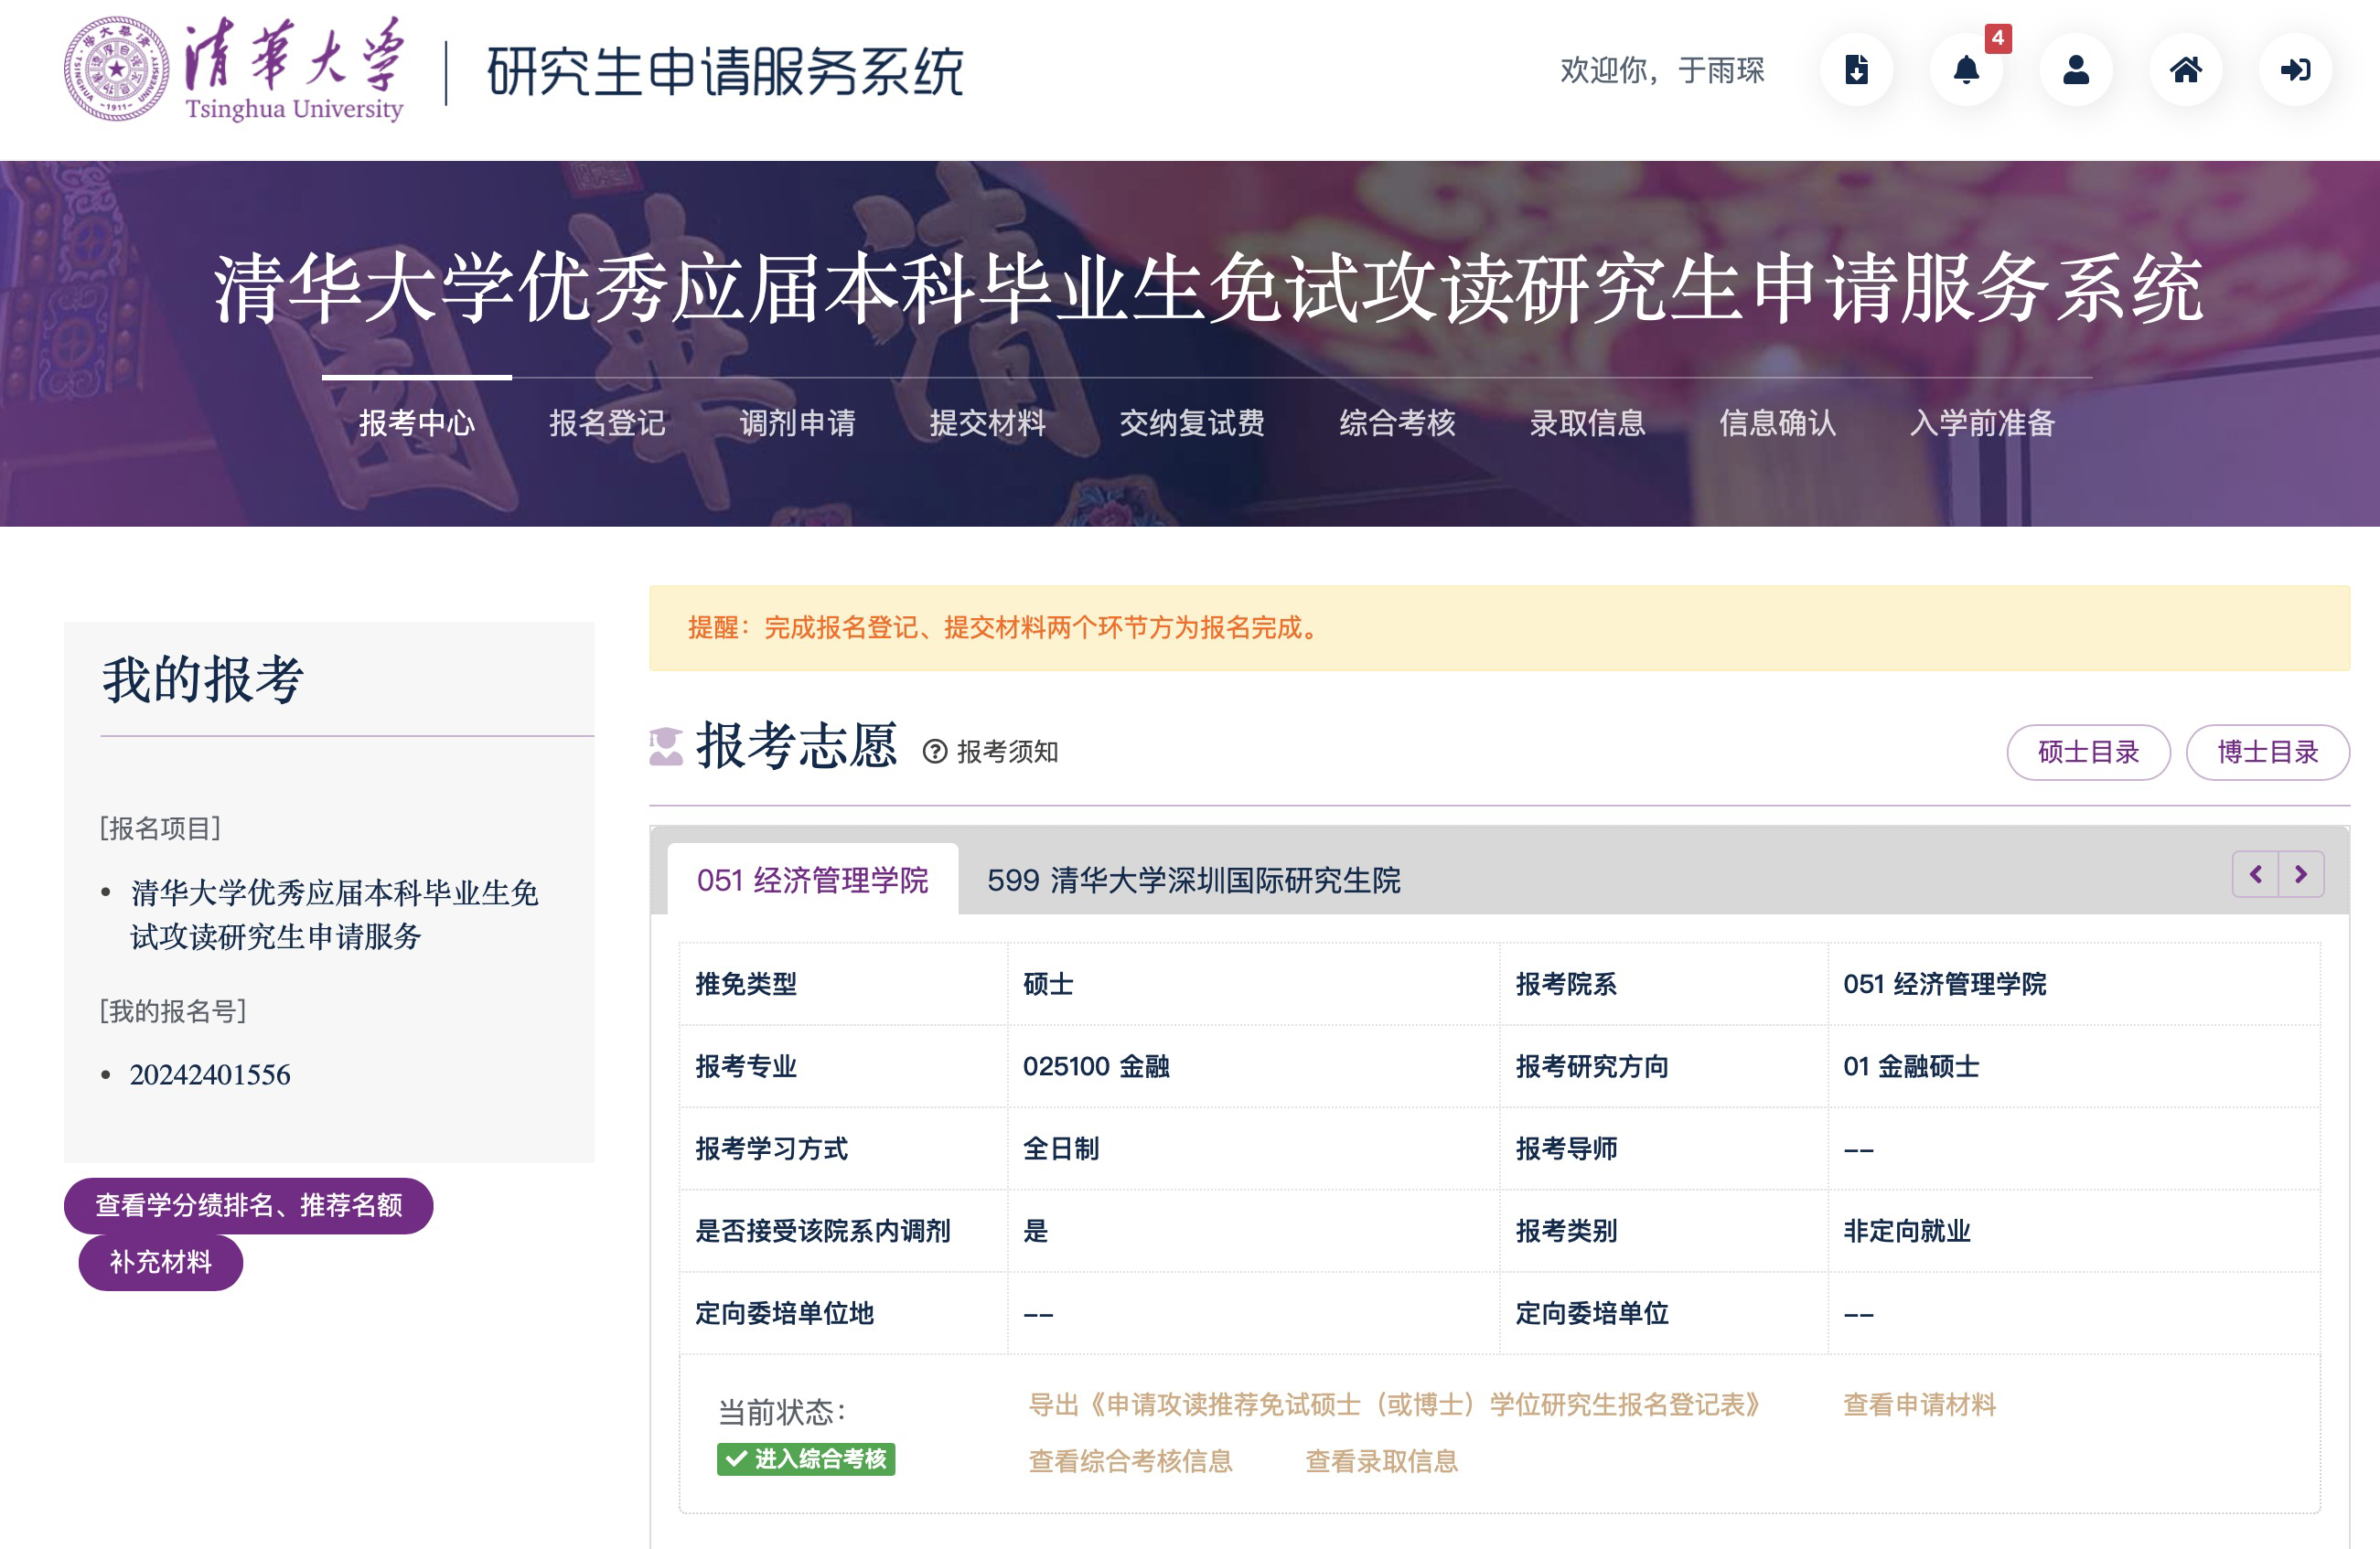 清華大学
Tsinghua University
研究生申请服务系统
欢迎你，于雨琛
4
清华大学优秀应届本科毕业生免试攻读研究生申请服务系统
报考中心
报名登记
调剂申请
提交材料
交纳复试费
综合考核
录取信息
信息确认
入学前准备
我的报考
[报名项目]
清华大学优秀应届本科毕业生免
试攻读研究生申请服务
[我的报名号]
20242401556
查看学分绩排名、推荐名额
补充材料
提醒：完成报名登记、提交材料两个环节方为报名完成。
报考志愿
报考须知
硕士目录
博士目录
051 经济管理学院
599 清华大学深圳国际研究生院
推免类型 硕士 报考院系 051 经济管理学院
报考专业 025100 金融 报考研究方向 01 金融硕士
报考学习方式 全日制 报考导师 --
是否接受该院系内调剂 是 报考类别 非定向就业
定向委培单位地 -- 定向委培单位 --
当前状态：
进入综合考核
导出《申请攻读推荐免试硕士（或博士）学位研究生报名登记表》 查看申请材料
查看综合考核信息 查看录取信息